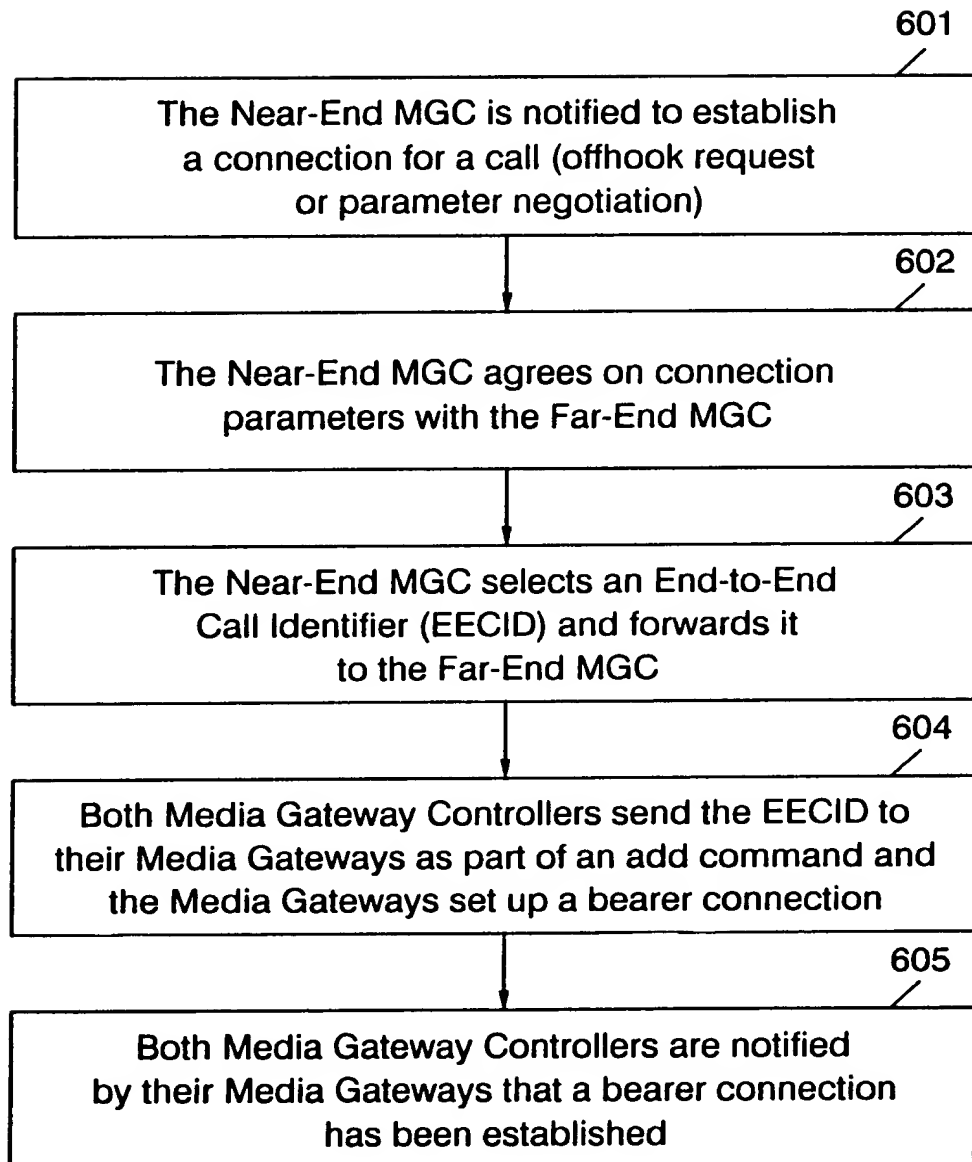 601
The Near-End MGC is notified to establish
a connection for a call (offhook request
or parameter negotiation)
602
The Near-End MGC agrees on connection
parameters with the Far-End MGC
603
The Near-End MGC selects an End-to-End
Call Identifier (EECID) and forwards it
to the Far-End MGC
604
Both Media Gateway Controllers send the EECID to
their Media Gateways as part of an add command and
the Media Gateways set up a bearer connection
605
Both Media Gateway Controllers are notified
by their Media Gateways that a bearer connection
has been established